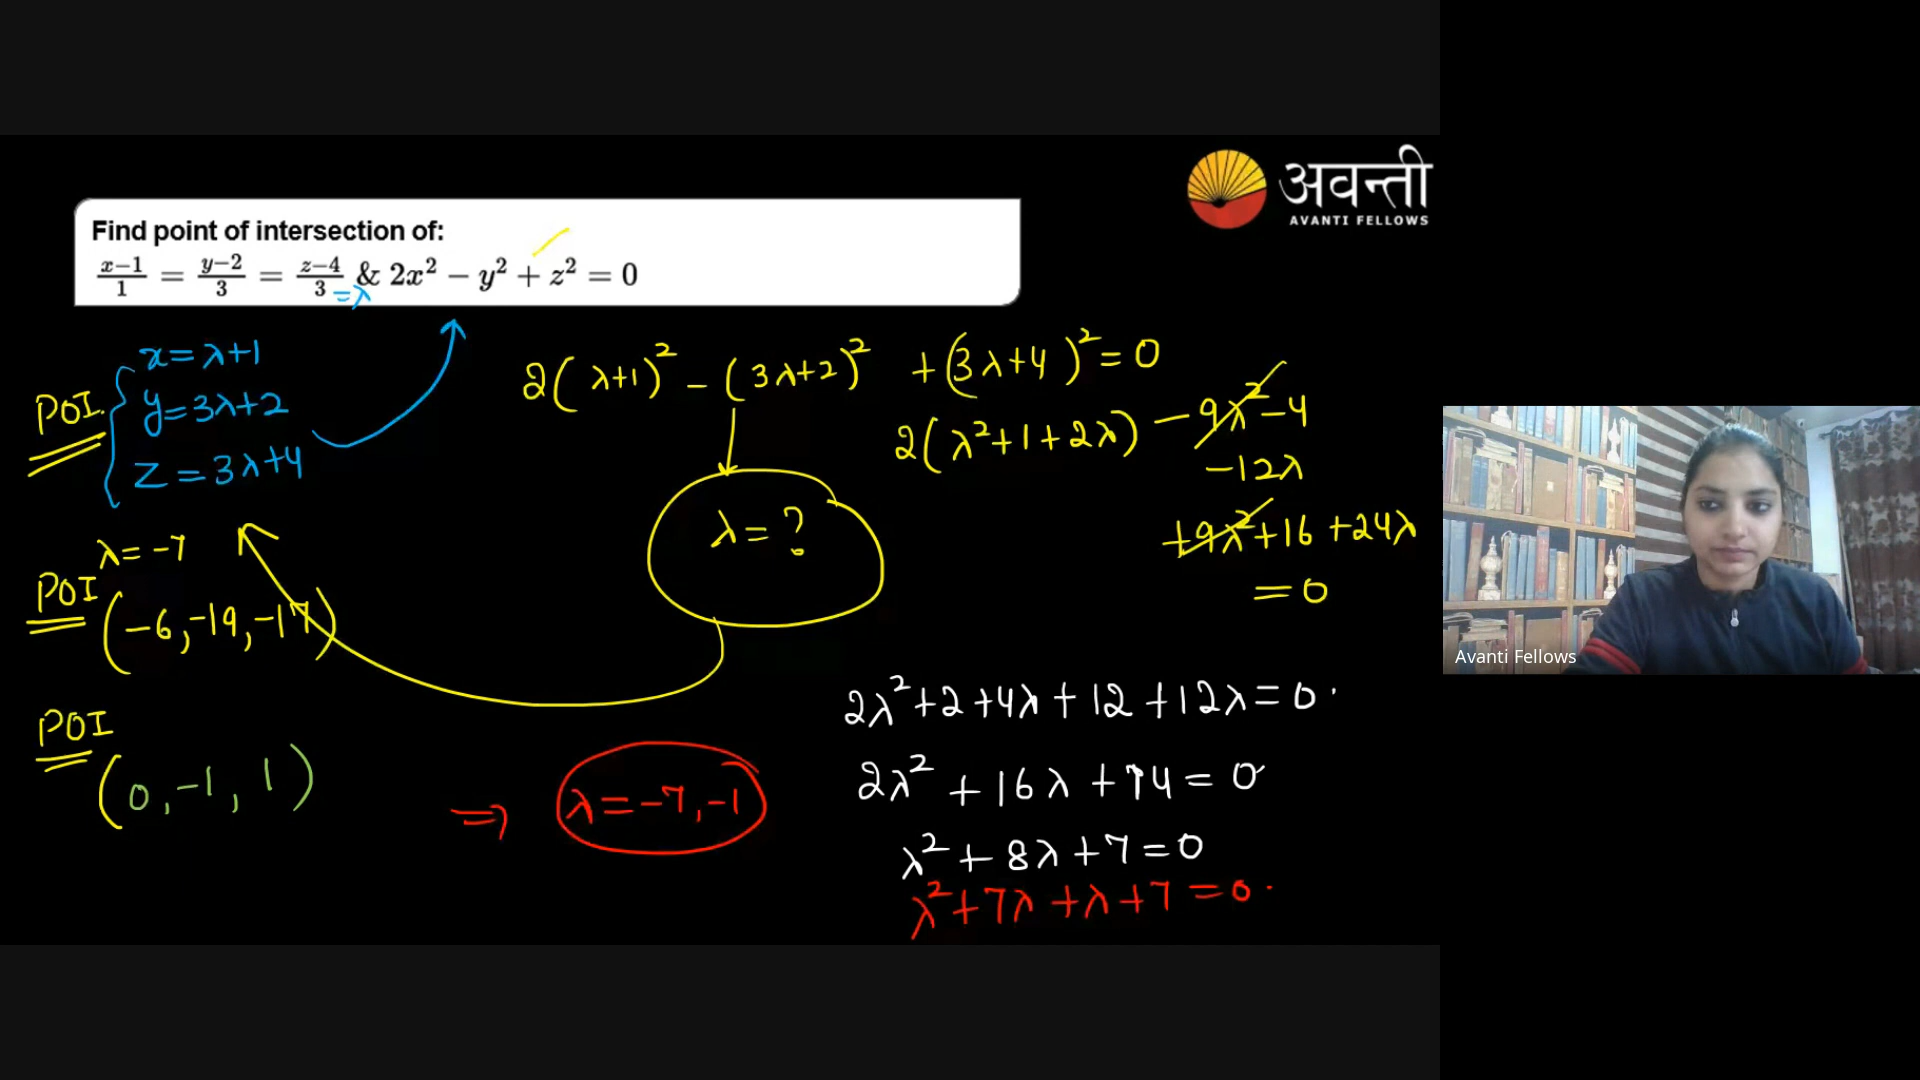 अवन्ती
AVANTI FELLOWS
Find point of intersection of:
x−1/1 = y−2/3 = z−4/3 & 2x² − y² + z² = 0
=λ
POI
x=λ+1
y=3λ+2
z=3λ+4
2(λ+1)² − (3λ+2)² + (3λ+4)² = 0
2(λ²+1+2λ) − 9λ² − 4
−12λ
+9λ²+16+24λ
=0
λ=?
λ=−7
POI
(−6,−19,−17)
POI
(0,−1,1)
2λ²+2+4λ+12+12λ=0.
2λ²+16λ+14=0
λ²+8λ+7=0
λ²+7λ+λ+7=0.
⇒ λ=−7,−1
Avanti Fellows